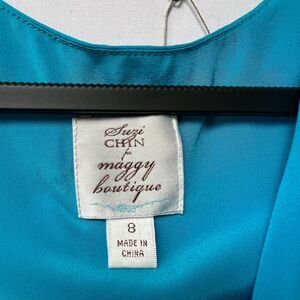 Suzi
CHIN
for
maggy
boutique
8
MADE IN
CHINA